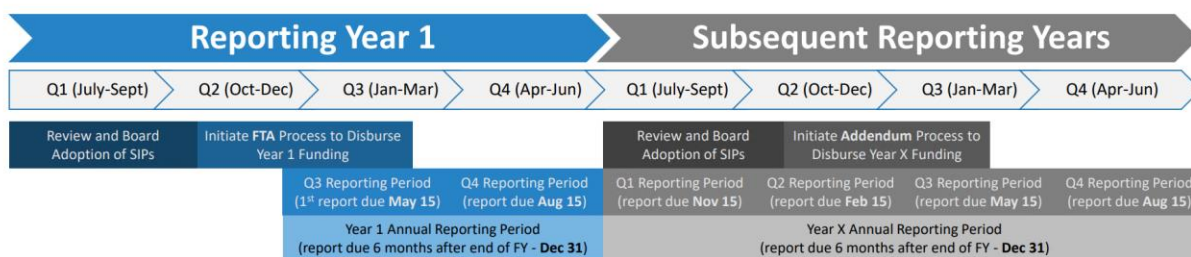 Reporting Year 1
Subsequent Reporting Years
Q1 (July-Sept)
Q2 (Oct-Dec)
Q3 (Jan-Mar)
Q4 (Apr-Jun)
Q1 (July-Sept)
Q2 (Oct-Dec)
Q3 (Jan-Mar)
Q4 (Apr-Jun)
Review and Board
Adoption of SIPs
Initiate FTA Process to Disburse
Year 1 Funding
Review and Board
Adoption of SIPs
Initiate Addendum Process to
Disburse Year X Funding
Q3 Reporting Period
(1st report due May 15)
Q4 Reporting Period
(report due Aug 15)
Q1 Reporting Period
(report due Nov 15)
Q2 Reporting Period
(report due Feb 15)
Q3 Reporting Period
(report due May 15)
Q4 Reporting Period
(report due Aug 15)
Year 1 Annual Reporting Period
(report due 6 months after end of FY - Dec 31)
Year X Annual Reporting Period
(report due 6 months after end of FY - Dec 31)